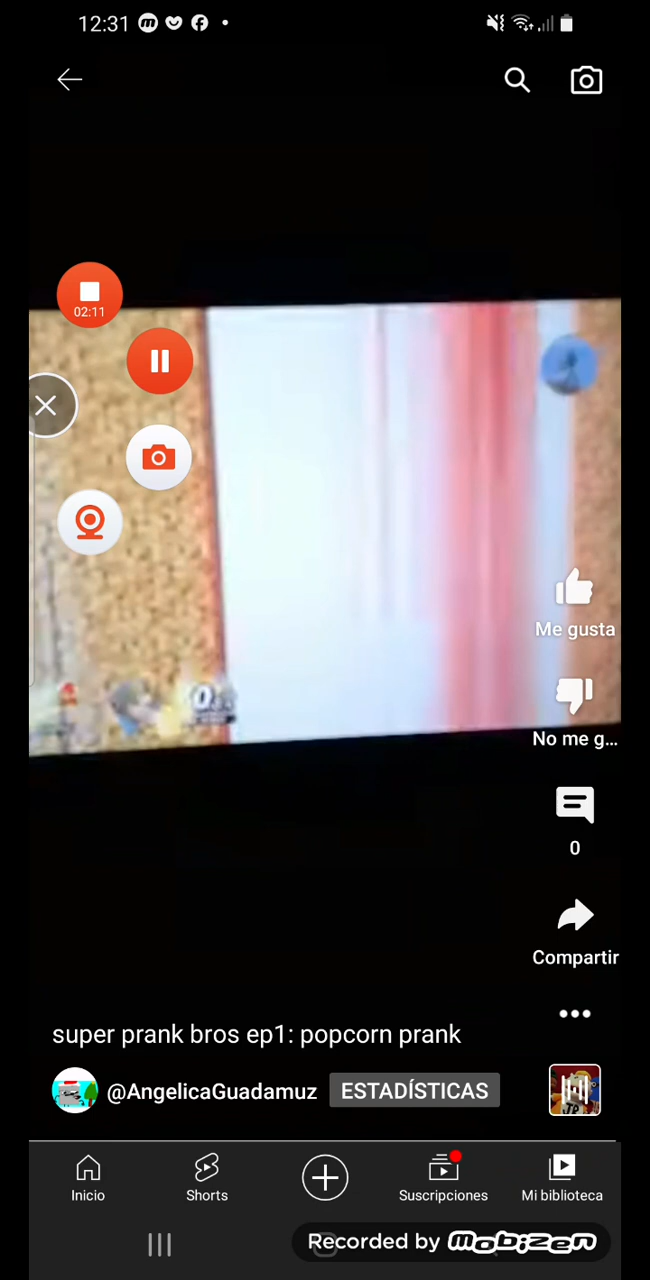 12:31
02:11
Me gusta
No me g...
0
Compartir
super prank bros ep1: popcorn prank
@AngelicaGuadamuz ESTADÍSTICAS
Inicio Shorts Suscripciones Mi biblioteca
Recorded by mobizen